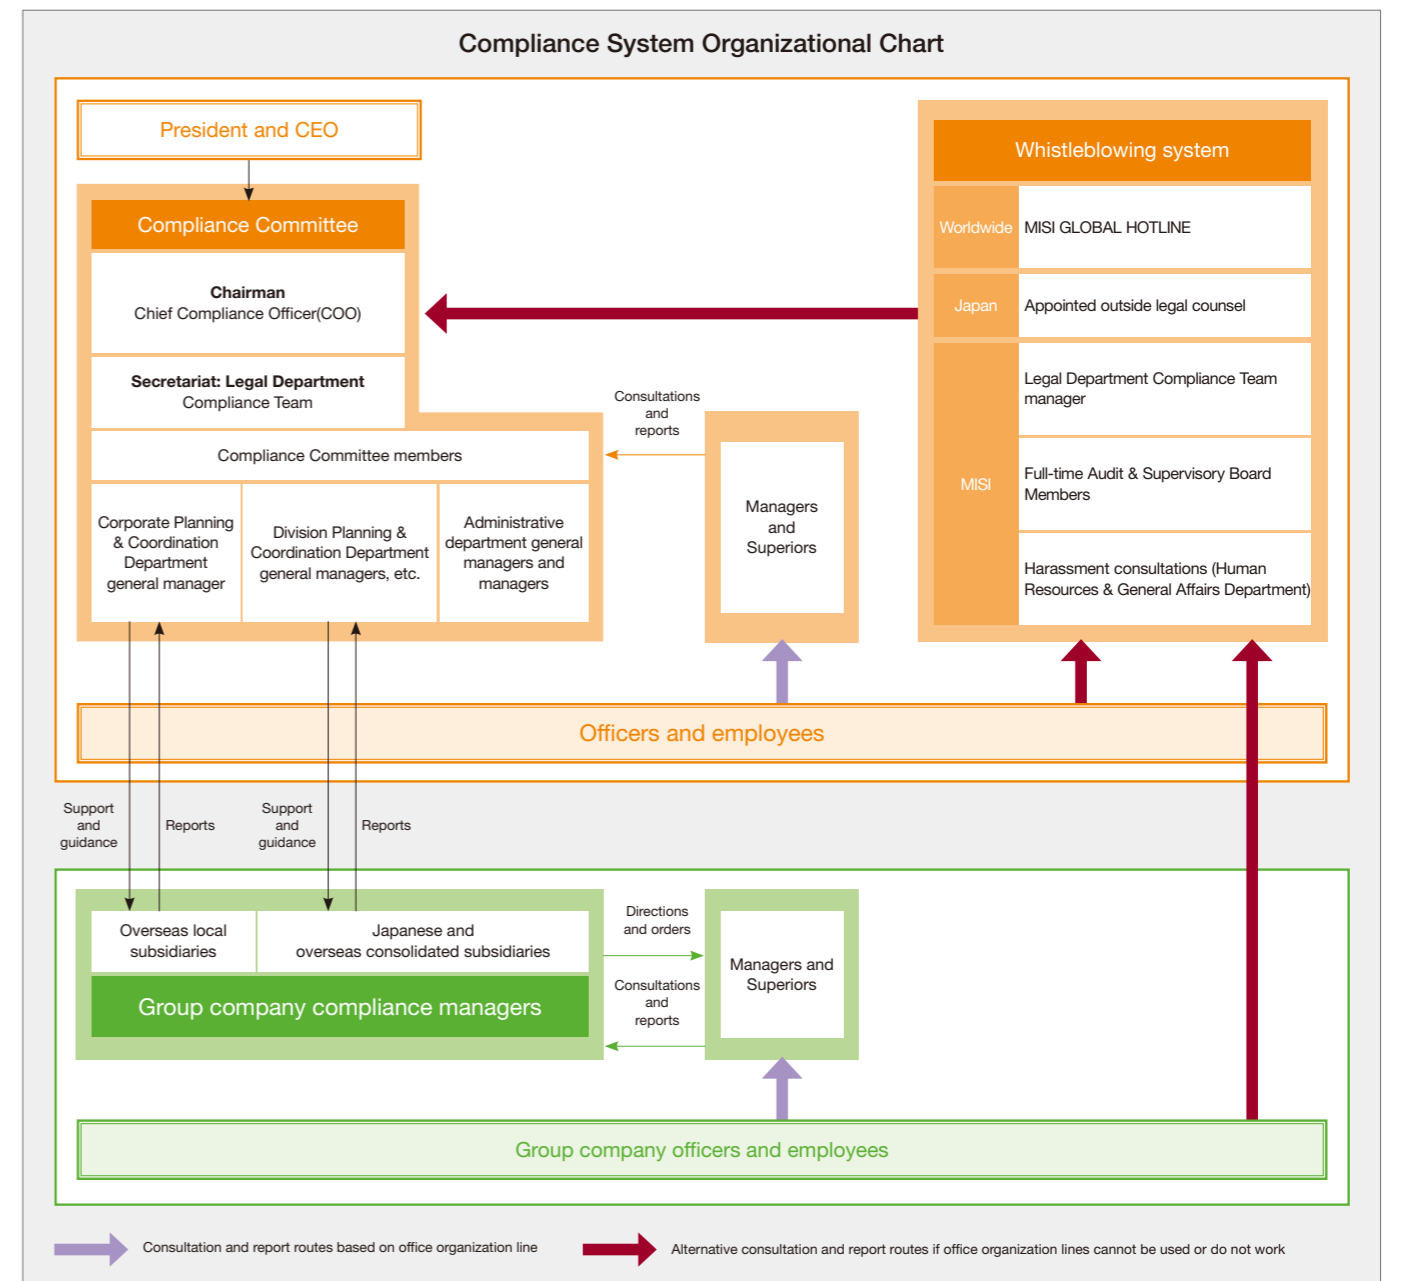 Compliance System Organizational Chart
President and CEO
Compliance Committee
Chairman
Chief Compliance Officer(COO)
Secretariat: Legal Department
Compliance Team
Compliance Committee members
Corporate Planning
& Coordination
Department
general manager
Division Planning &
Coordination Department
general managers, etc.
Administrative
department general
managers and
managers
Consultations
and
reports
Managers
and
Superiors
Whistleblowing system
Worldwide
MISI GLOBAL HOTLINE
Japan
Appointed outside legal counsel
MISI
Legal Department Compliance Team
manager
Full-time Audit & Supervisory Board
Members
Harassment consultations (Human
Resources & General Affairs Department)
Officers and employees
Support
and
guidance
Reports
Support
and
guidance
Reports
Overseas local
subsidiaries
Japanese and
overseas consolidated subsidiaries
Group company compliance managers
Directions
and orders
Consultations
and
reports
Managers and
Superiors
Group company officers and employees
Consultation and report routes based on office organization line
Alternative consultation and report routes if office organization lines cannot be used or do not work